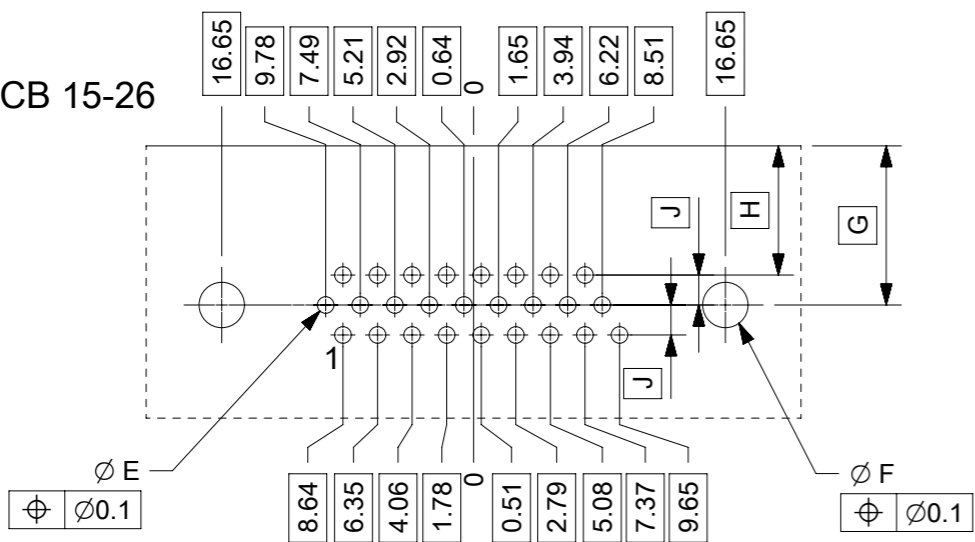 16.65 9.78 7.49 5.21 2.92 0.64 0 1.65 3.94 6.22 8.51 16.65
CB 15-26
J H G
1
J
Ø E Ø F
⌖ Ø0.1 ⌖ Ø0.1
8.64 6.35 4.06 1.78 0 0.51 2.79 5.08 7.37 9.65